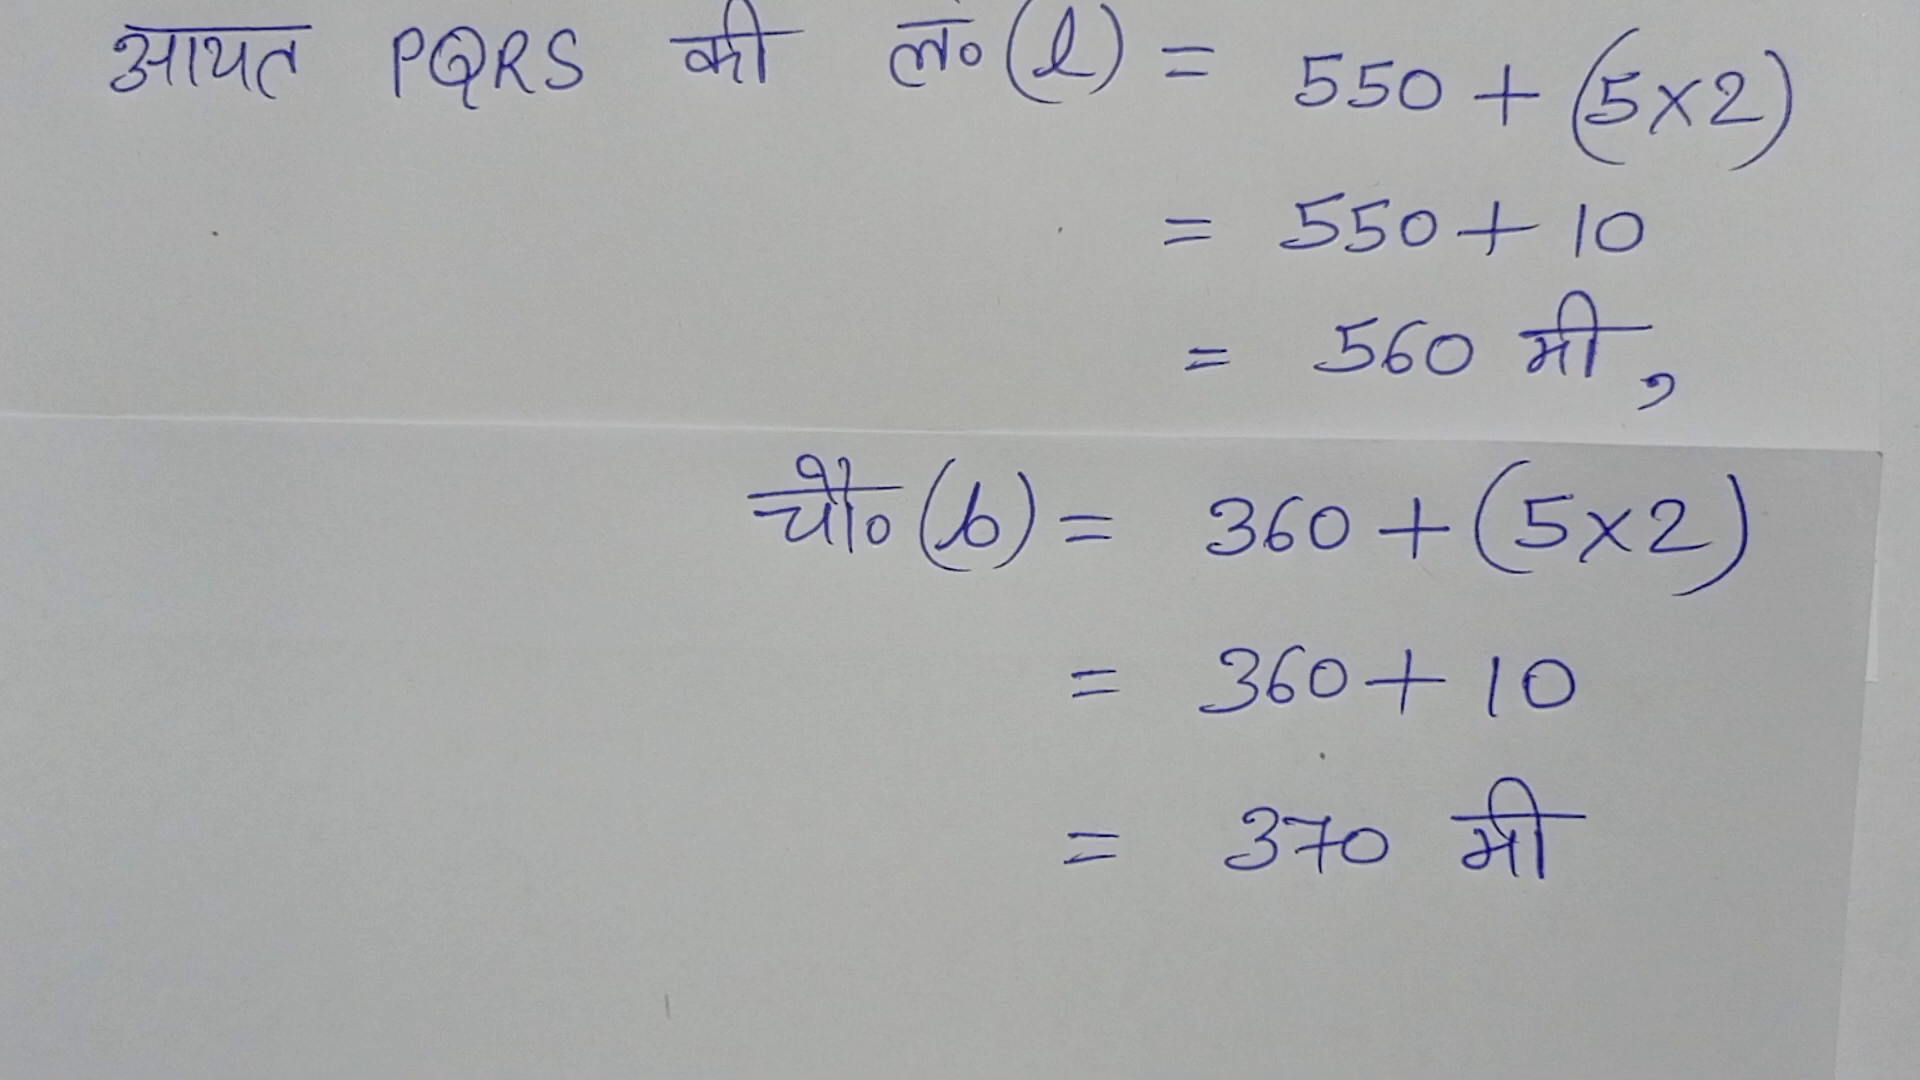 आयत PQRS की लं० (l) = 550 + (5×2)
= 550 + 10
= 560 मी,
चौ० (b) = 360 + (5×2)
= 360 + 10
= 370 मी